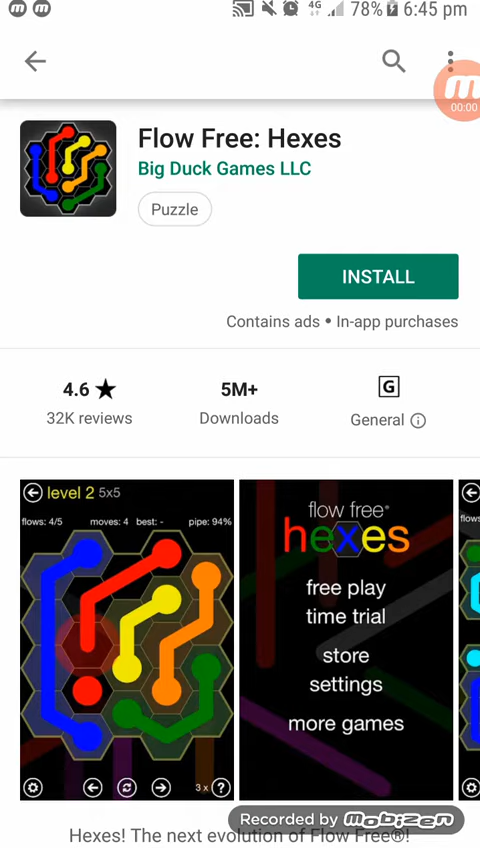 4G 78% 6:45 pm
00:00
Flow Free: Hexes
Big Duck Games LLC
Puzzle
INSTALL
Contains ads • In-app purchases
4.6 ★ 5M+ G
32K reviews Downloads General
level 2 5x5
flows: 4/5 moves: 4 best: - pipe: 94%
3 x ?
flow free®
hexes
free play
time trial
store
settings
more games
flows
Recorded by Mobizen
Hexes! The next evolution of Flow Free®!